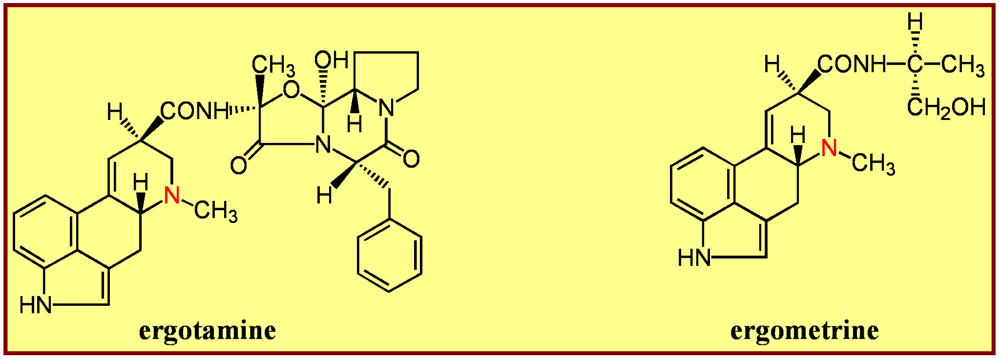 H
CH3 OH CONH C CH3
H
O
CH2OH
H CONH N
H
H
O N O
H
H N
N CH3
CH3 H
HN
HN
ergotamine ergometrine